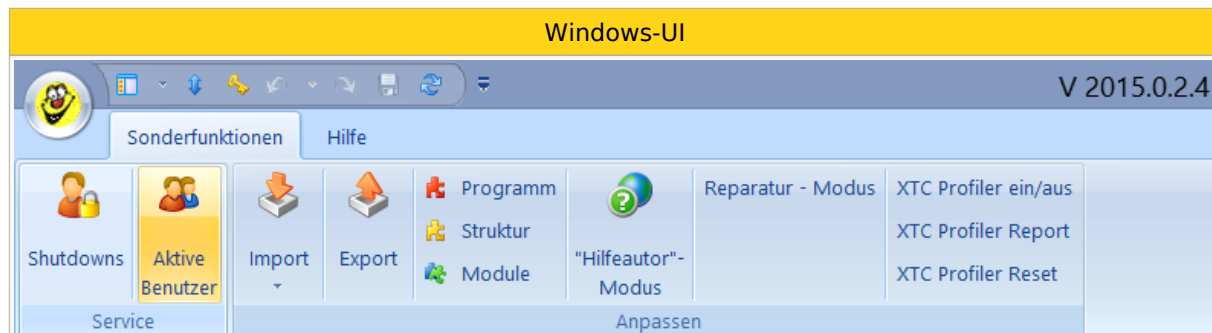 Windows-UI
V 2015.0.2.4
Sonderfunktionen Hilfe
Shutdowns
Aktive
Benutzer
Service
Import
Export
Programm
Struktur
Module
"Hilfeautor"-
Modus
Reparatur - Modus
XTC Profiler ein/aus
XTC Profiler Report
XTC Profiler Reset
Anpassen